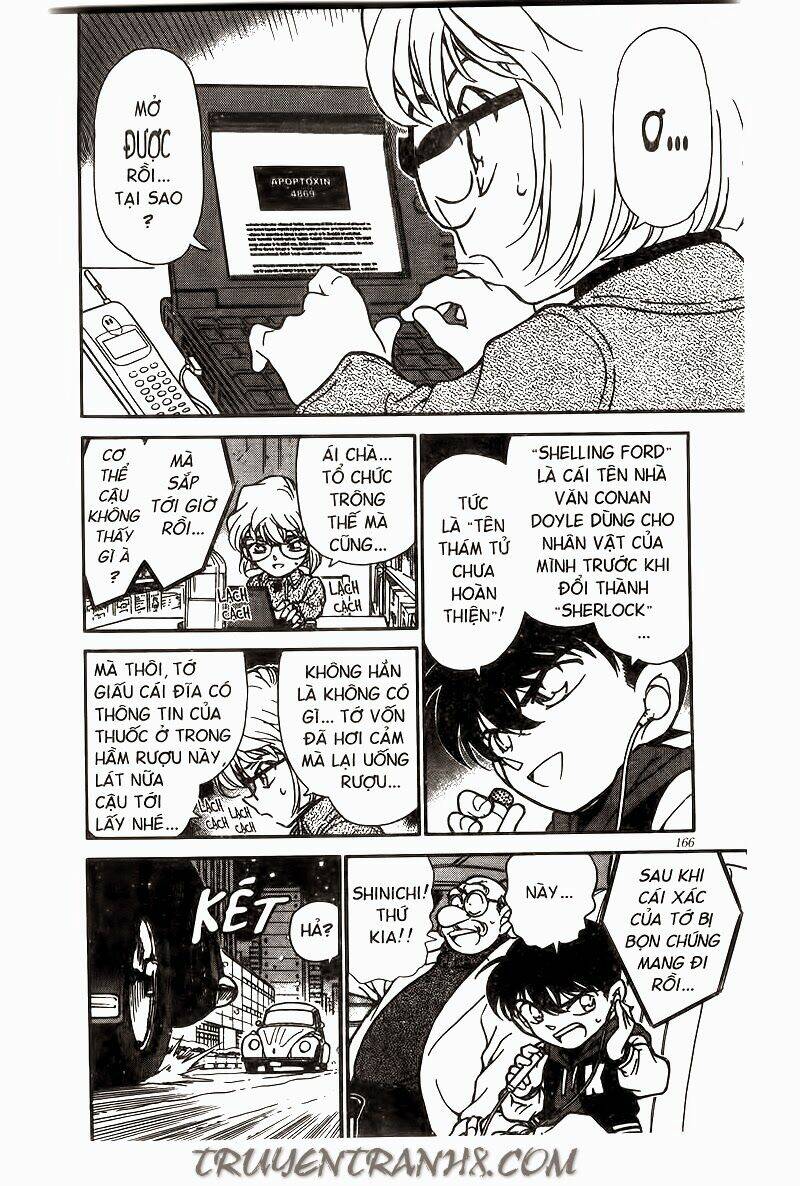 Ơ...
MỞ
ĐƯỢC
RỒI...
TẠI SAO
?
APOPTOXIN
4869
"SHELLING FORD"
LÀ CÁI TÊN NHÀ
VĂN CONAN
DOYLE DÙNG CHO
NHÂN VẬT CỦA
MÌNH TRƯỚC KHI
ĐỔI THÀNH
"SHERLOCK"
...
TỨC
LÀ "TÊN
THÁM TỬ
CHƯA
HOÀN
THIỆN"!
ÁI CHÀ...
TỔ CHỨC
TRÔNG
THẾ MÀ
CŨNG...
MÀ
SẮP
TỚI GIỜ
RỒI...
CƠ
THỂ
CẬU
KHÔNG
THẤY
GÌ À
?
LẠCH
CẠCH
LẠCH
CẠCH
KHÔNG HẲN
LÀ KHÔNG CÓ
GÌ... TỚ VỐN
ĐÃ HƠI CẢM
MÀ LẠI UỐNG
RƯỢU...
MÀ THÔI, TỚ
GIẤU CÁI ĐĨA CÓ
THÔNG TIN CỦA
THUỐC Ở TRONG
HẦM RƯỢU NÀY,
LÁT NỮA
CẬU TỚI
LẤY NHÉ...
LẠCH
CẠCH
LẠCH
CẠCH
166
SAU KHI
CÁI XÁC
CỦA TỚ BỊ
BỌN CHÚNG
MANG ĐI
RỒI...
NÀY...
SHINICHI!
THỨ
KIA!!
HẢ?
KÉT
TRUYENTRANH8.COM